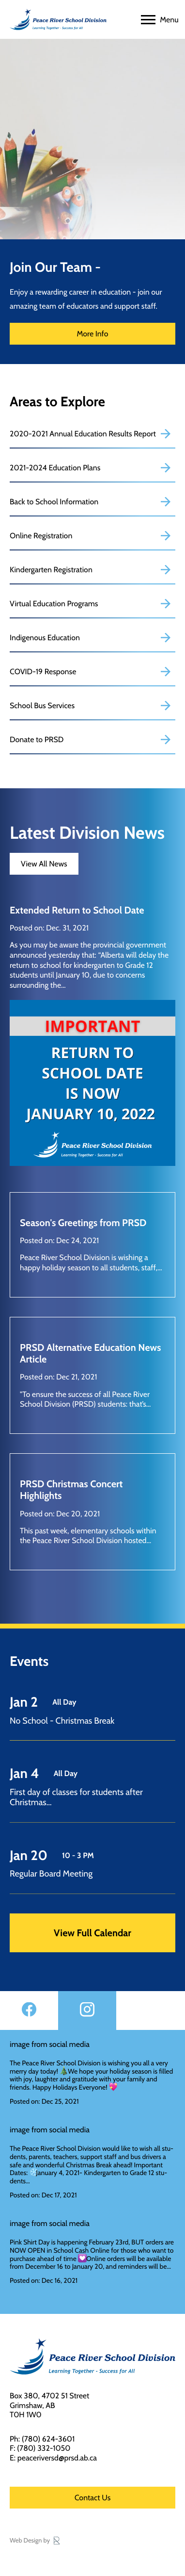 Peace River School Division
Learning Together - Success for All
Menu
Join Our Team -
Enjoy a rewarding career in education - join our
amazing team of educators and support staff.
More Info
Areas to Explore
2020-2021 Annual Education Results Report
2021-2024 Education Plans
Back to School Information
Online Registration
Kindergarten Registration
Virtual Education Programs
Indigenous Education
COVID-19 Response
School Bus Services
Donate to PRSD
Latest Division News
View All News
Extended Return to School Date
Posted on: Dec. 31, 2021
As you may be aware the provincial government
announced yesterday that: “Alberta will delay the
return to school for kindergarten to Grade 12
students until January 10, due to concerns
surrounding the...
IMPORTANT
RETURN TO
SCHOOL DATE
IS NOW
JANUARY 10, 2022
Peace River School Division
Learning Together - Success for All
Season's Greetings from PRSD
Posted on: Dec 24, 2021
Peace River School Division is wishing a
happy holiday season to all students, staff,...
PRSD Alternative Education News
Article
Posted on: Dec 21, 2021
"To ensure the success of all Peace River
School Division (PRSD) students: that's...
PRSD Christmas Concert
Highlights
Posted on: Dec 20, 2021
This past week, elementary schools within
the Peace River School Division hosted...
Events
Jan 2 All Day
No School - Christmas Break
Jan 4 All Day
First day of classes for students after
Christmas...
Jan 20 10 - 3 PM
Regular Board Meeting
View Full Calendar
image from social media
The Peace River School Division is wishing you all a very
merry day today! We hope your holiday season is
filled with joy, laughter and gratitude during what is left of
2021. Happy Holidays Everyone!
Posted on: Dec 25, 2021
image from social media
The Peace River School Division would like to wish all stu-
dents, parents, teachers, support staff and bus drivers a
safe and wonderful Christmas Break ahead! Important
Dates: January 4, 2021- Kindergarten to Grade 12 stu-
dents...
Posted on: Dec 17, 2021
image from social media
Pink Shirt Day is happening February 23rd, BUT orders are
NOW OPEN in School Cash Online for those who want to
purchase ahead of time! Orders will be available from
December 16 to January 20, and...
Posted on: Dec 16, 2021
Peace River School Division
Learning Together - Success for All
Box 380, 4702 51 Street
Grimshaw, AB
T0H 1W0
Ph: (780) 624-3601
F: (780) 332-1050
E: peaceriversd@prsd.ab.ca
Contact Us
Web Design by